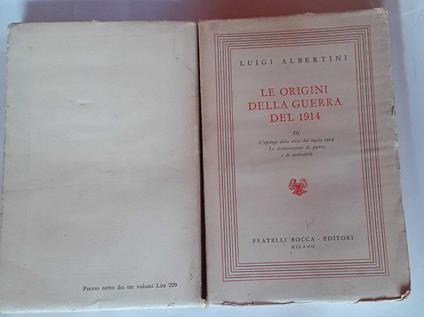 Prezzo netto dei tre volumi Lire 220
LUIGI ALBERTINI
LE ORIGINI
DELLA GUERRA
DEL 1914
III
L'epilogo della crisi del luglio 1914
Le dichiarazioni di guerra
e di neutralità
FRATELLI BOCCA - EDITORI
MILANO